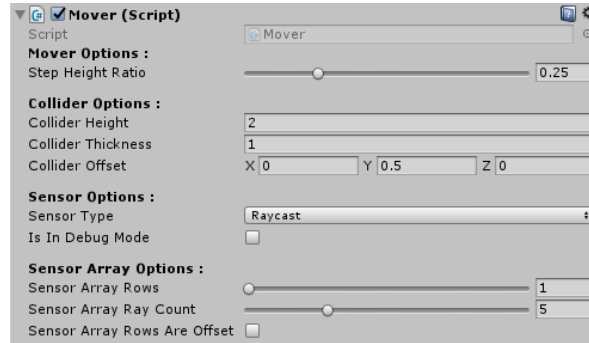 Mover (Script)
Script Mover
Mover Options :
Step Height Ratio 0.25
Collider Options :
Collider Height 2
Collider Thickness 1
Collider Offset X 0 Y 0.5 Z 0
Sensor Options :
Sensor Type Raycast
Is In Debug Mode
Sensor Array Options :
Sensor Array Rows 1
Sensor Array Ray Count 5
Sensor Array Rows Are Offset